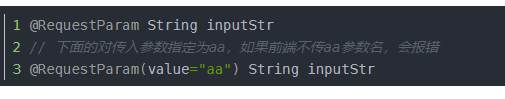 1 @RequestParam String inputStr
2 // 下面的对传入参数指定为aa，如果前端不传aa参数名，会报错
3 @RequestParam(value="aa") String inputStr